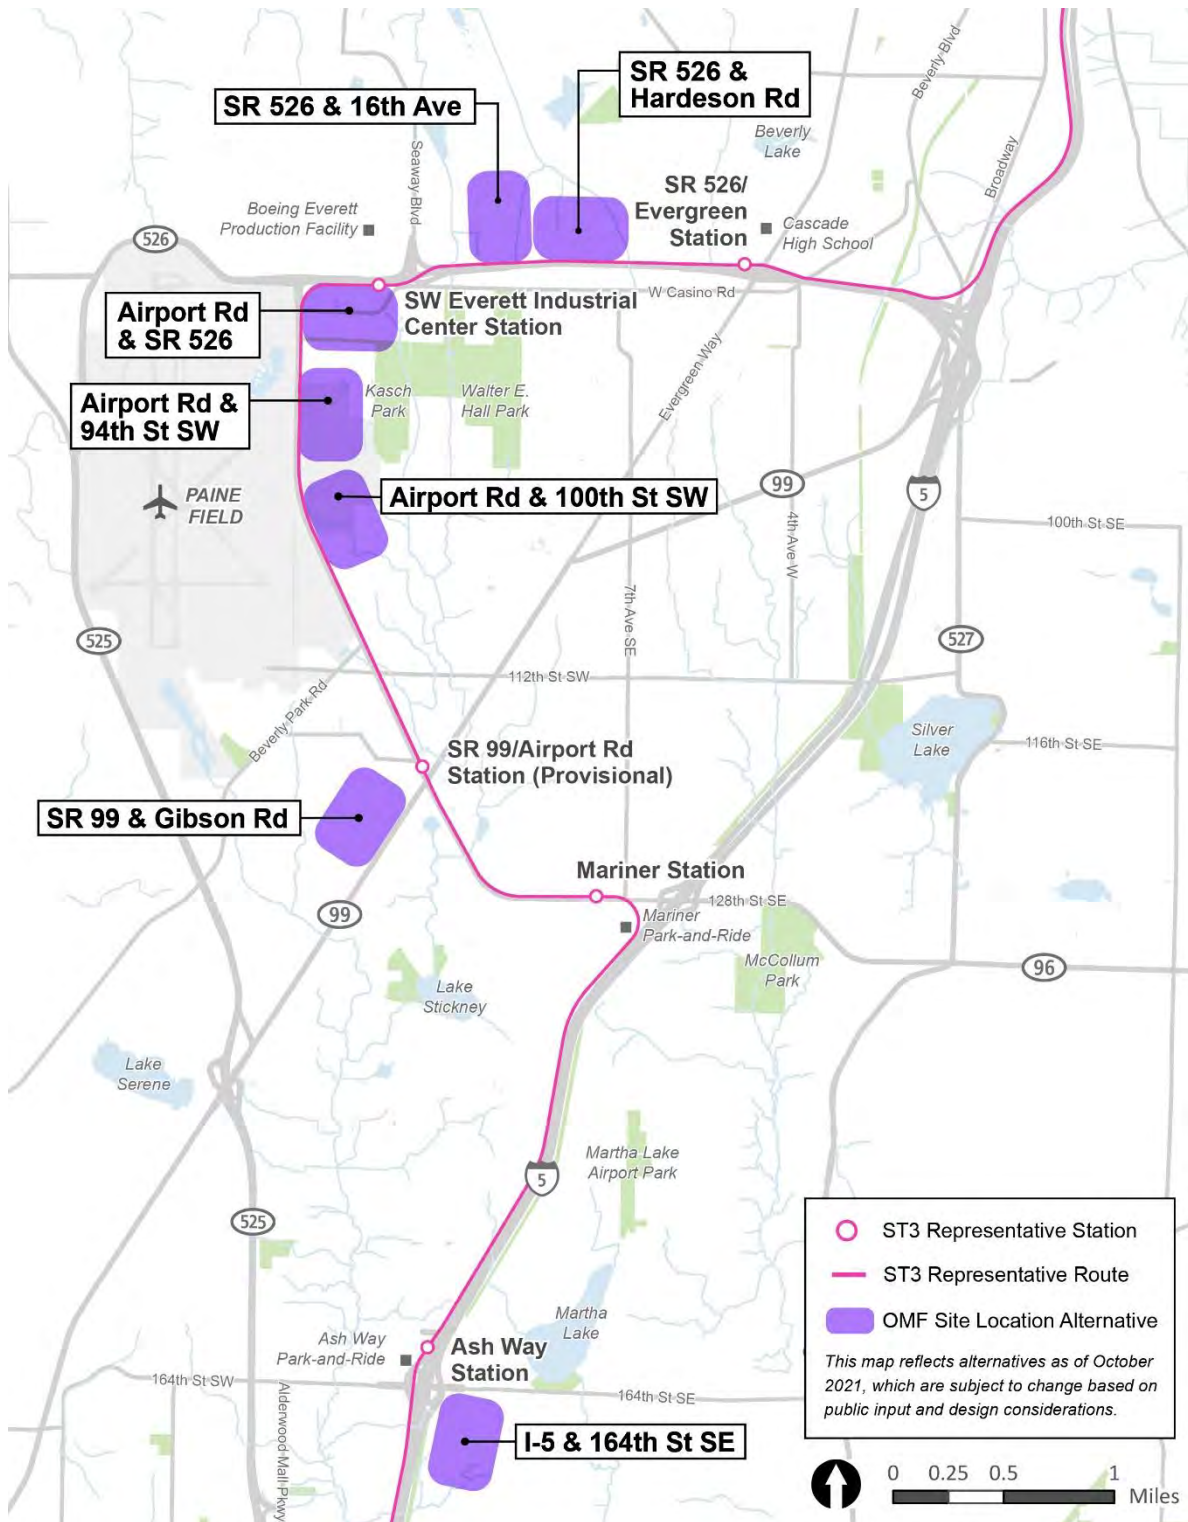 SR 526 &
Hardeson Rd
SR 526 & 16th Ave
Beverly Blvd
Beverly
Lake
Broadway
Seaway Blvd
SR 526/
Evergreen
Station
Boeing Everett
Production Facility
Cascade
High School
526
W Casino Rd
SW Everett Industrial
Center Station
Airport Rd
& SR 526
Evergreen Way
Kasch
Park
Walter E.
Hall Park
Airport Rd &
94th St SW
99
5
PAINE
FIELD
Airport Rd & 100th St SW
100th St SE
4th Ave W
7th Ave SE
525
527
112th St SW
Beverly Park Rd
Silver
Lake
116th St SE
SR 99/Airport Rd
Station (Provisional)
SR 99 & Gibson Rd
Mariner Station
128th St SE
99
Mariner
Park-and-Ride
McCollum
Park
96
Lake
Stickney
Lake
Serene
Martha Lake
Airport Park
5
525
Martha
Lake
Ash Way
Park-and-Ride
Ash Way
Station
164th St SW
164th St SE
Alderwood Mall Pkwy
I-5 & 164th St SE
ST3 Representative Station
ST3 Representative Route
OMF Site Location Alternative
This map reflects alternatives as of October
2021, which are subject to change based on
public input and design considerations.
0 0.25 0.5 1
Miles